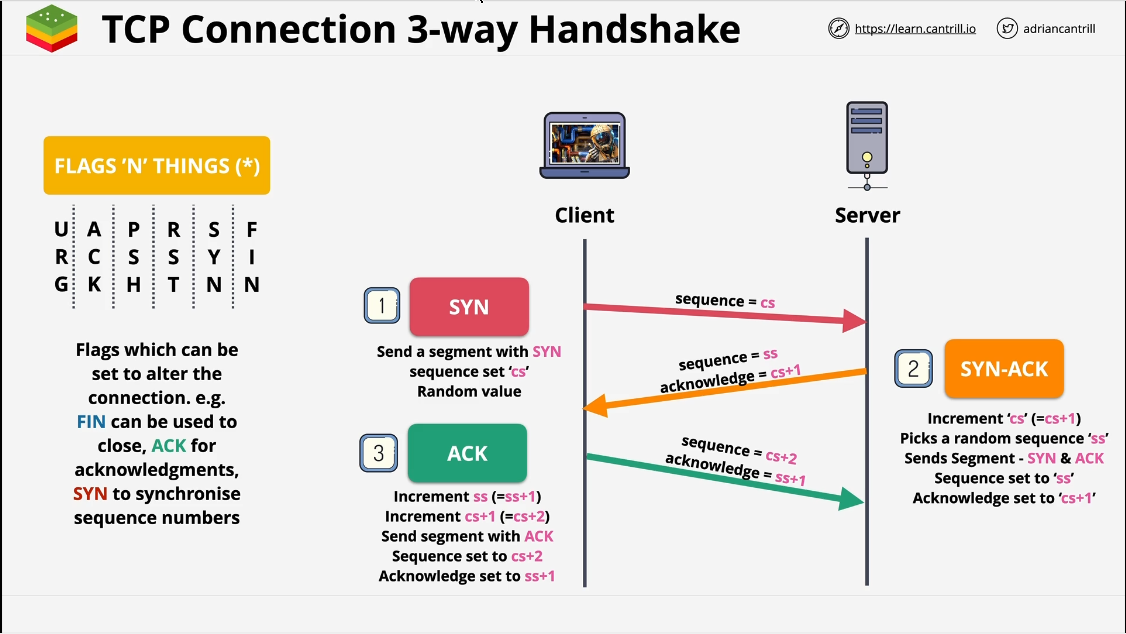 TCP Connection 3-way Handshake
https://learn.cantrill.io
adriancantrill
FLAGS ’N’ THINGS (*)
URG ACK PSH RST SYN FIN
Flags which can be
set to alter the
connection. e.g.
FIN can be used to
close, ACK for
acknowledgments,
SYN to synchronise
sequence numbers
Client
Server
1
SYN
Send a segment with SYN
sequence set ‘cs’
Random value
sequence = cs
sequence = ss
acknowledge = cs+1
2
SYN-ACK
Increment ‘cs’ (=cs+1)
Picks a random sequence ‘ss’
Sends Segment - SYN & ACK
Sequence set to ‘ss’
Acknowledge set to ‘cs+1’
3
ACK
Increment ss (=ss+1)
Increment cs+1 (=cs+2)
Send segment with ACK
Sequence set to cs+2
Acknowledge set to ss+1
sequence = cs+2
acknowledge = ss+1